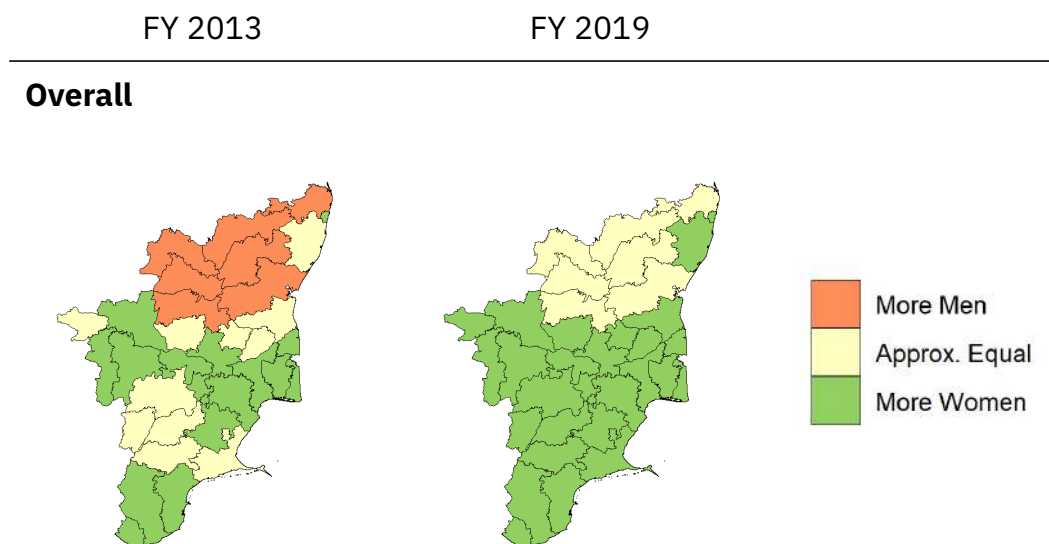 FY 2013 FY 2019
Overall
More Men
Approx. Equal
More Women